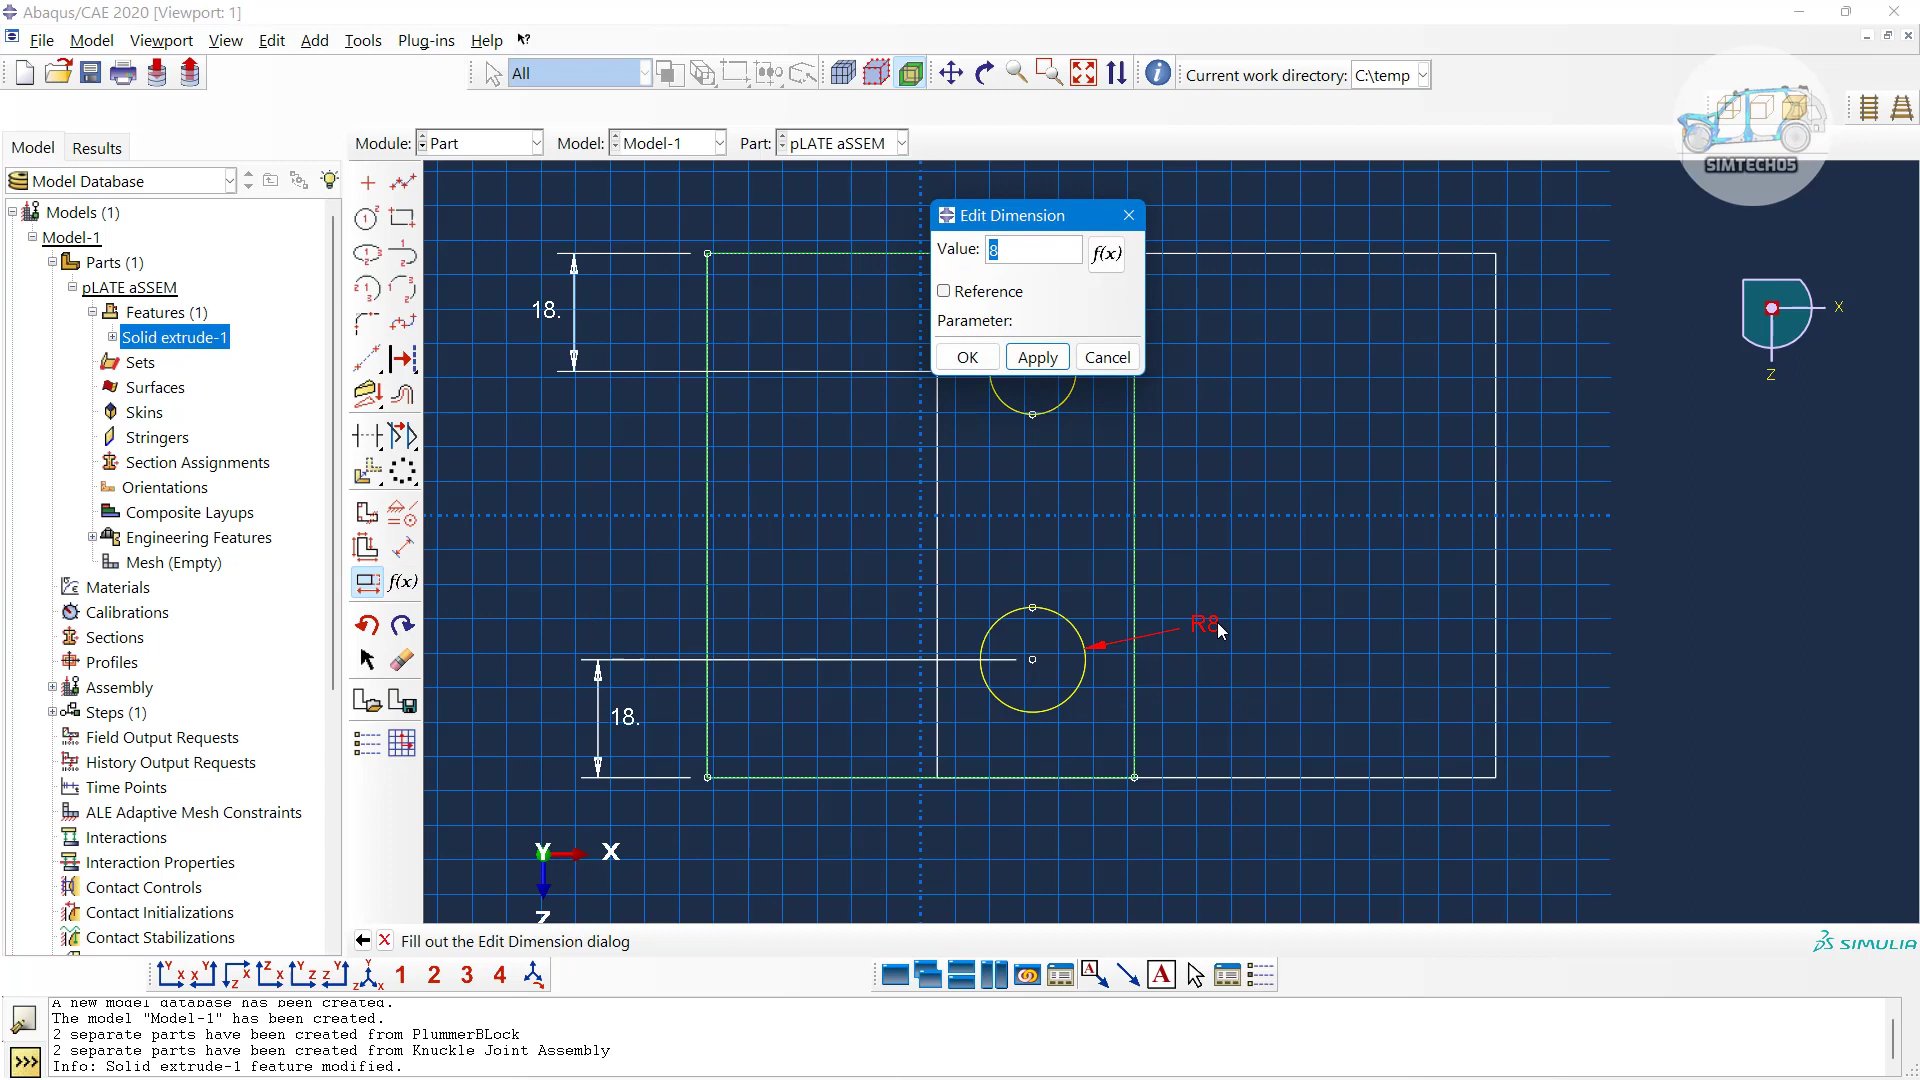 Abaqus/CAE 2020 [Viewport: 1]
File Model Viewport View Edit Add Tools Plug-ins Help
All
Current work directory: C:\temp
SIMTECH05
Model Results
Module: Part Model: Model-1 Part: pLATE aSSEM
Model Database
Models (1)
Model-1
Parts (1)
pLATE aSSEM
Features (1)
Solid extrude-1
Sets
Surfaces
Skins
Stringers
Section Assignments
Orientations
Composite Layups
Engineering Features
Mesh (Empty)
Materials
Calibrations
Sections
Profiles
Assembly
Steps (1)
Field Output Requests
History Output Requests
Time Points
ALE Adaptive Mesh Constraints
Interactions
Interaction Properties
Contact Controls
Contact Initializations
Contact Stabilizations
f(x)
Edit Dimension
Value: 8 f(x)
Reference
Parameter:
OK Apply Cancel
18.
R8
18.
X
Z
Y X
Z
Fill out the Edit Dimension dialog
SIMULIA
1 2 3 4
A
A new model database has been created.
The model "Model-1" has been created.
2 separate parts have been created from PlummerBLock
2 separate parts have been created from Knuckle Joint Assembly
Info: Solid extrude-1 feature modified.